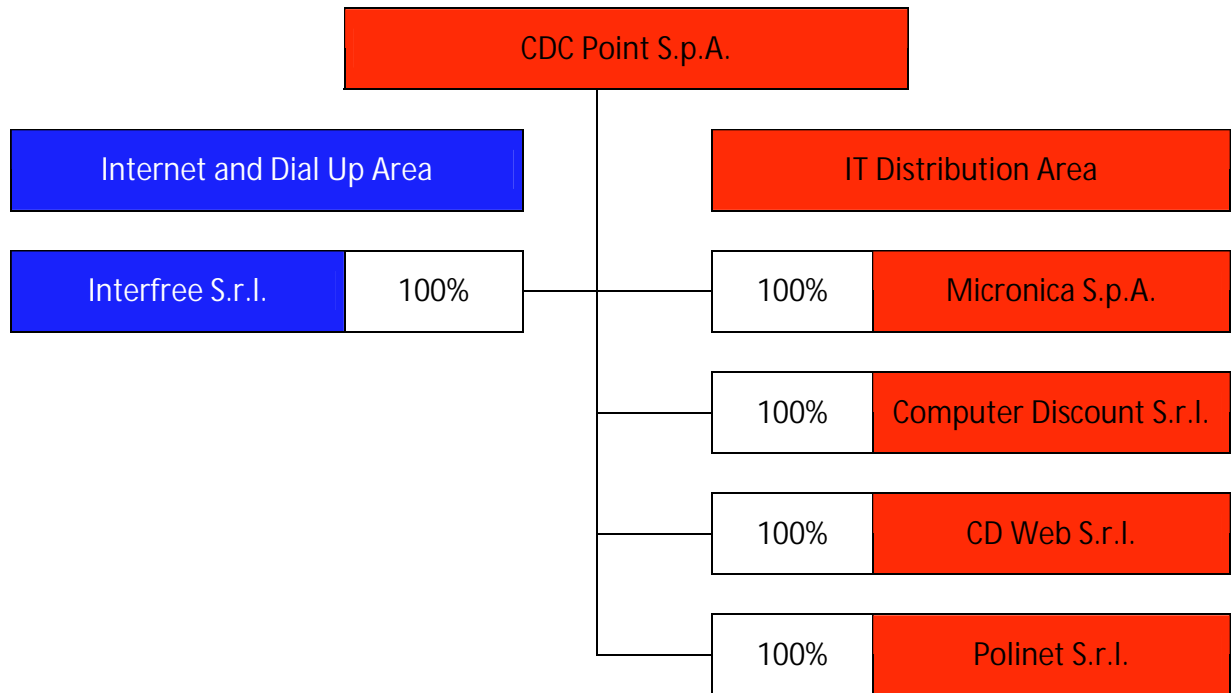 CDC Point S.p.A.
Internet and Dial Up Area
IT Distribution Area
Interfree S.r.l.
100%
100%
Micronica S.p.A.
100%
Computer Discount S.r.l.
100%
CD Web S.r.l.
100%
Polinet S.r.l.